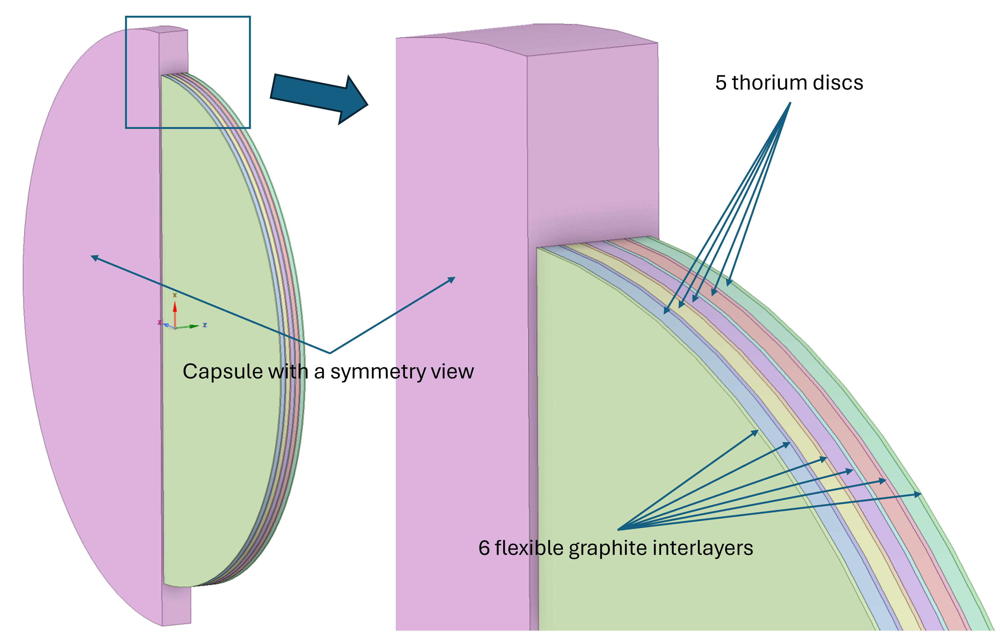 5 thorium discs
x
z
z
Capsule with a symmetry view
6 flexible graphite interlayers